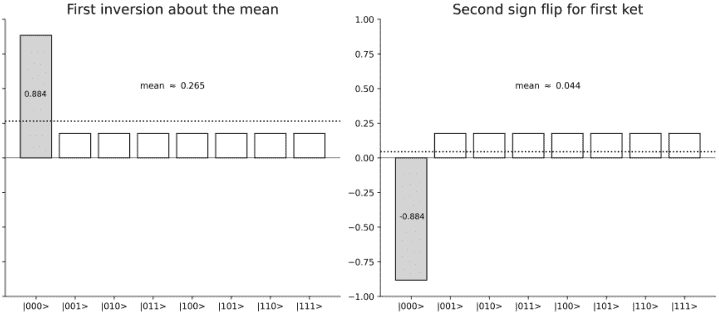 First inversion about the mean
mean ≈ 0.265
0.884
|000> |001> |010> |011> |100> |101> |110> |111>
Second sign flip for first ket
1.00
0.75
0.50
0.25
0.00
−0.25
−0.50
−0.75
−1.00
mean ≈ 0.044
-0.884
|000> |001> |010> |011> |100> |101> |110> |111>